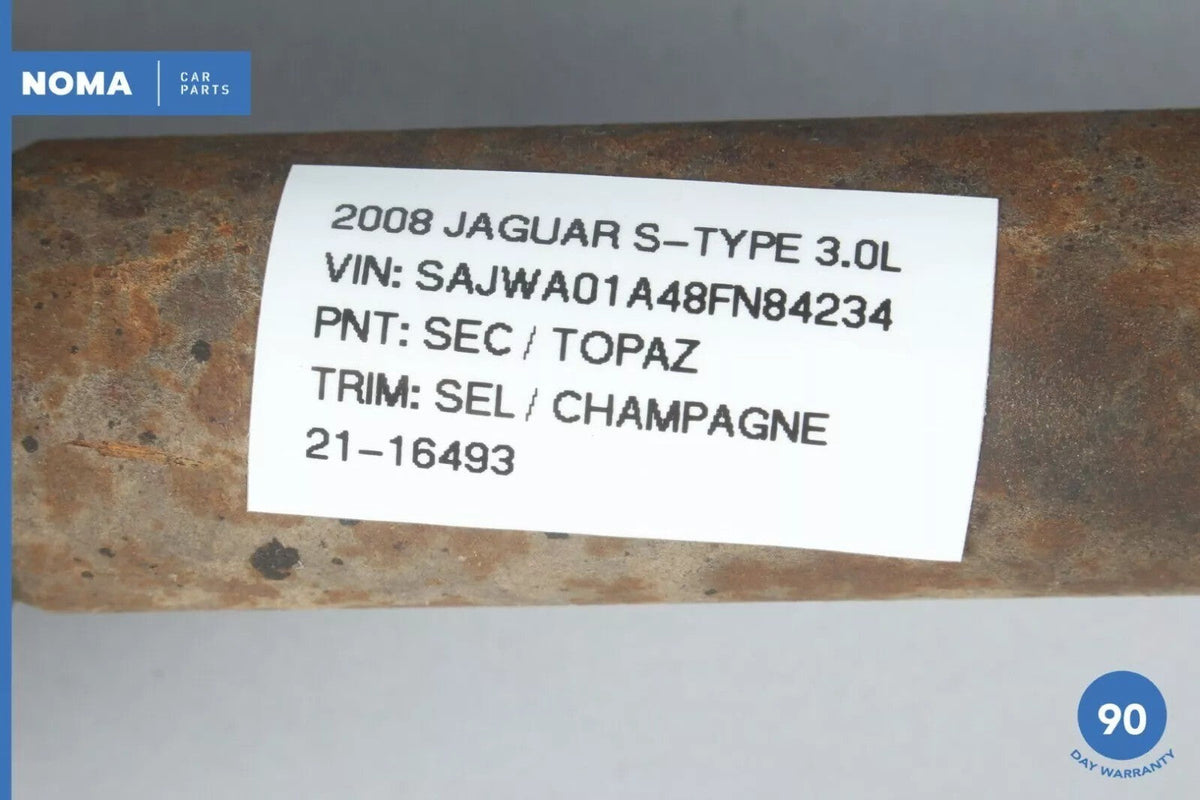 NOMA
CAR
PARTS
2008 JAGUAR S-TYPE 3.0L
VIN: SAJWA01A48FN84234
PNT: SEC / TOPAZ
TRIM: SEL / CHAMPAGNE
21-16493
90
DAY WARRANTY